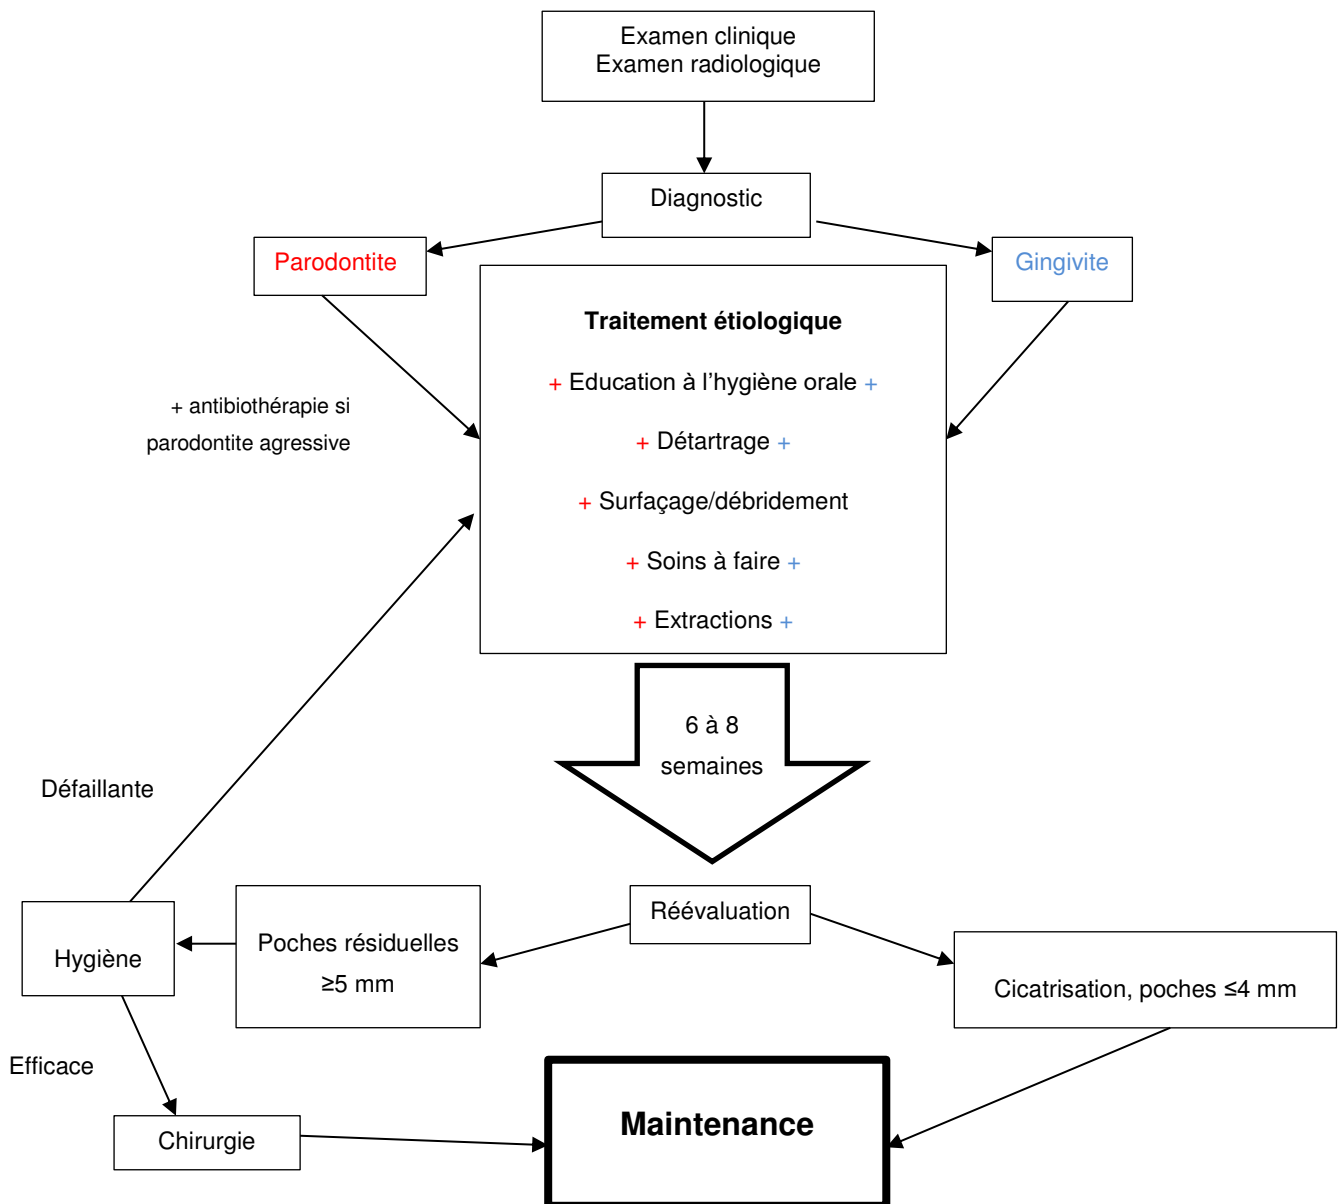 Examen clinique
Examen radiologique
Diagnostic
Parodontite
Gingivite
Traitement étiologique
+ Education à l'hygiène orale +
+ antibiothérapie si
parodontite agressive
+ Détartrage +
+ Surfaçage/débridement
+ Soins à faire +
+ Extractions +
6 à 8
semaines
Défaillante
Réévaluation
Hygiène
Poches résiduelles
≥5 mm
Cicatrisation, poches ≤4 mm
Efficace
Chirurgie
Maintenance